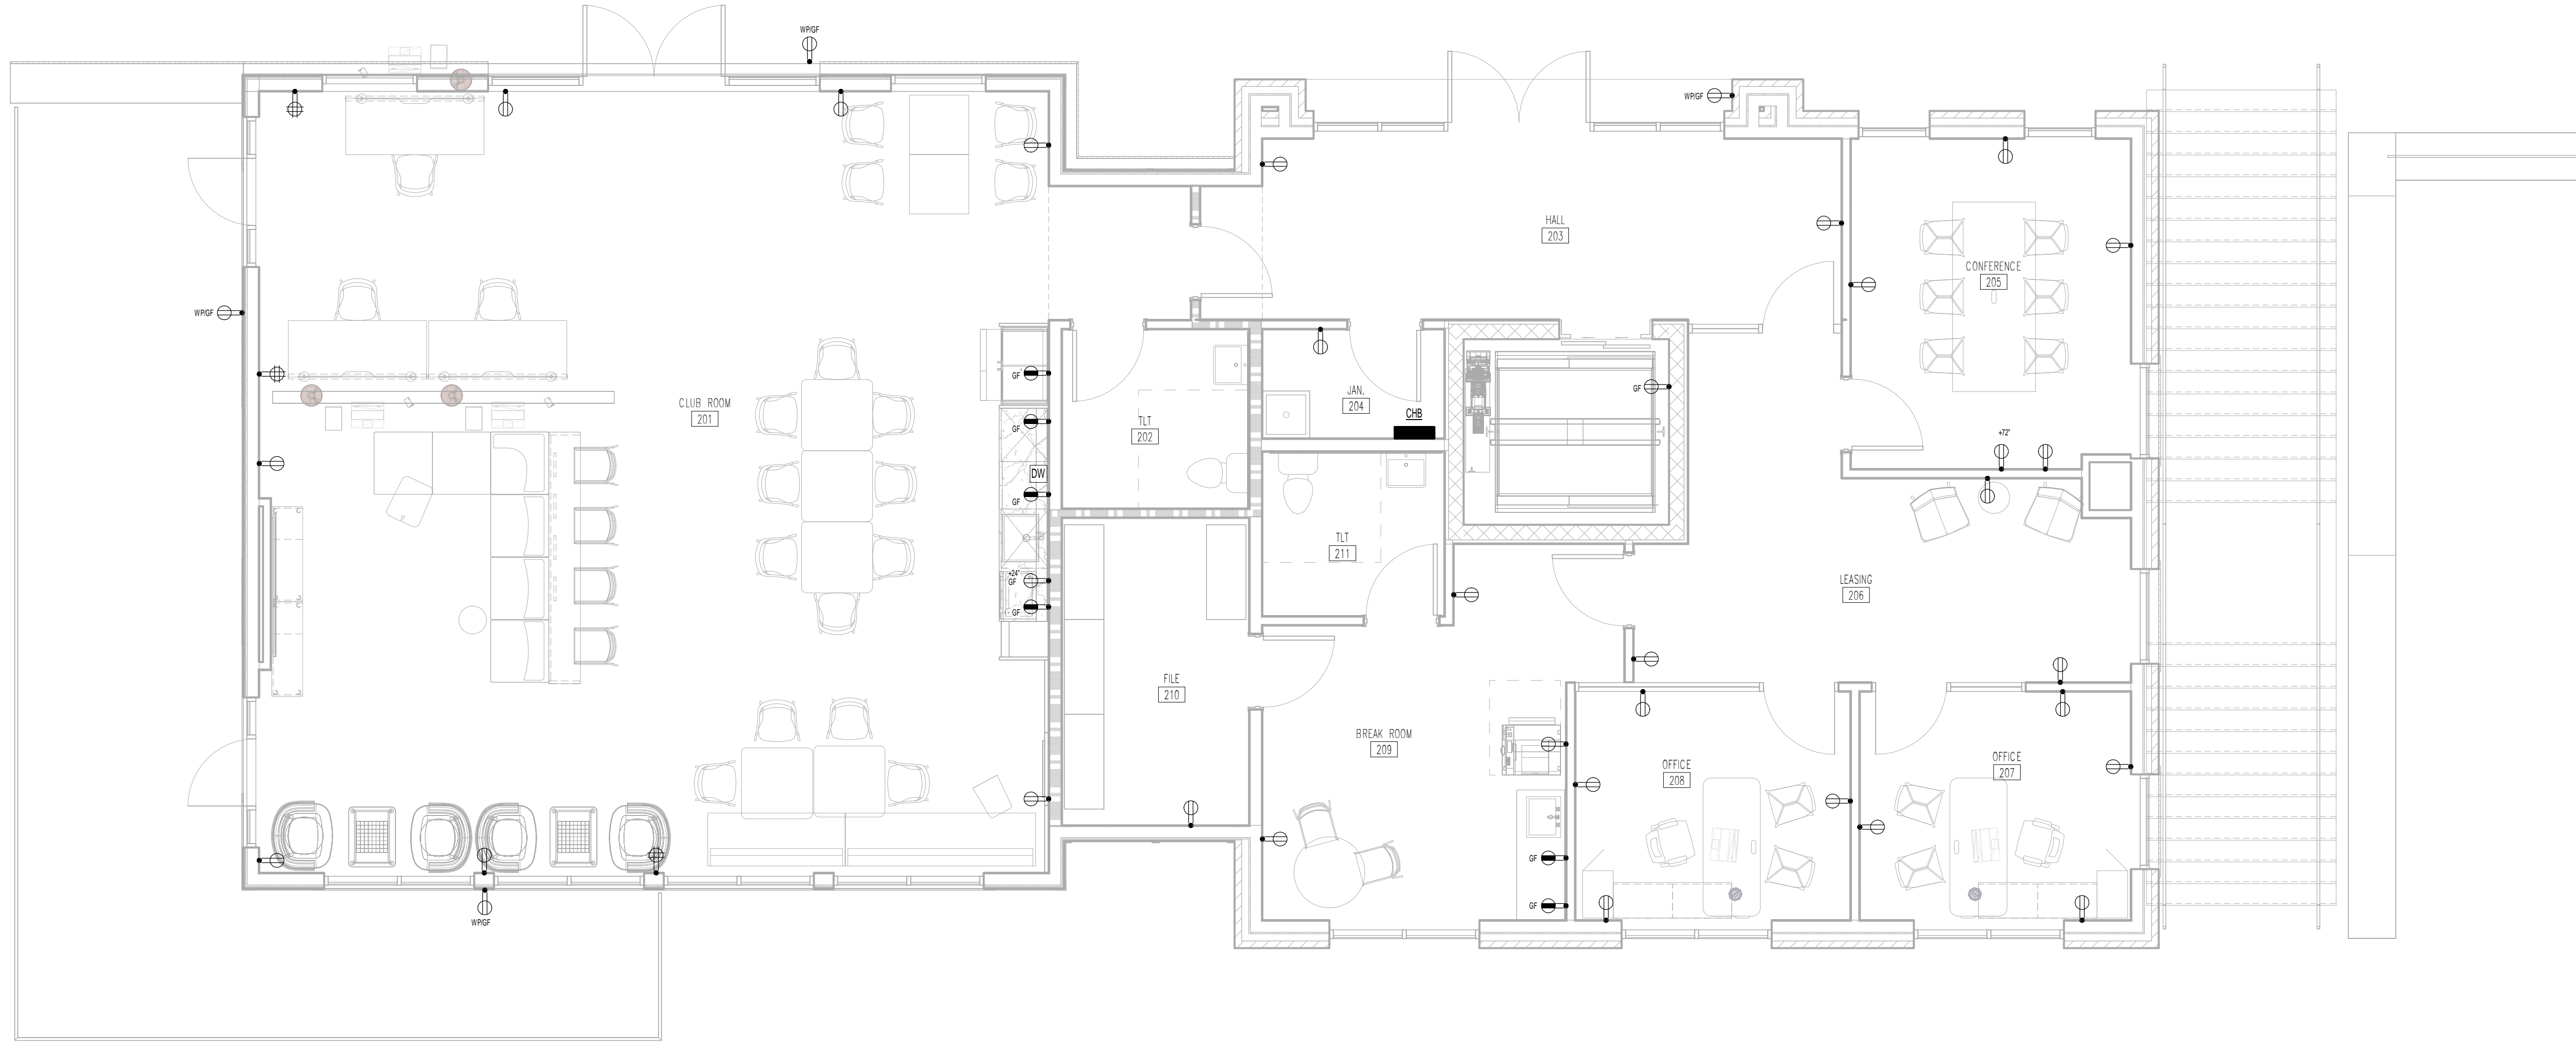 WP/GF
WP/GF
HALL
203
CONFERENCE
205
WP/GF
GF
GF
JAN.
204
CHB
CLUB ROOM
201
TLT
202
GF
+72"
DW
GF
TLT
211
+24"
GF
GF
LEASING
206
FILE
210
BREAK ROOM
209
OFFICE
208
OFFICE
207
GF
GF
WP/GF